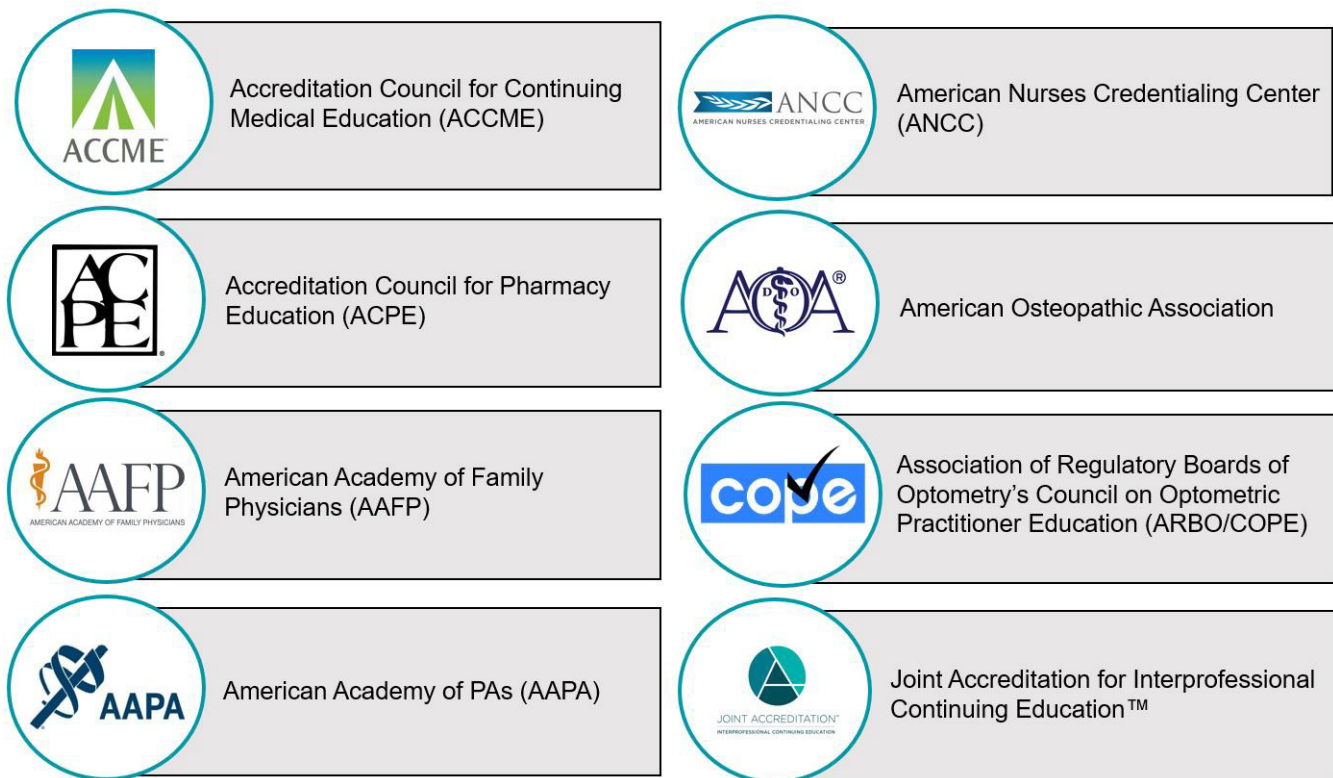 ACCME
Accreditation Council for Continuing
Medical Education (ACCME)
ANCC
AMERICAN NURSES CREDENTIALING CENTER
American Nurses Credentialing Center
(ANCC)
AC
PE
®
Accreditation Council for Pharmacy
Education (ACPE)
AOA®
D O
American Osteopathic Association
AAFP
AMERICAN ACADEMY OF FAMILY PHYSICIANS
American Academy of Family
Physicians (AAFP)
cope
Association of Regulatory Boards of
Optometry’s Council on Optometric
Practitioner Education (ARBO/COPE)
AAPA
American Academy of PAs (AAPA)
JOINT ACCREDITATION™
INTERPROFESSIONAL CONTINUING EDUCATION
Joint Accreditation for Interprofessional
Continuing Education™